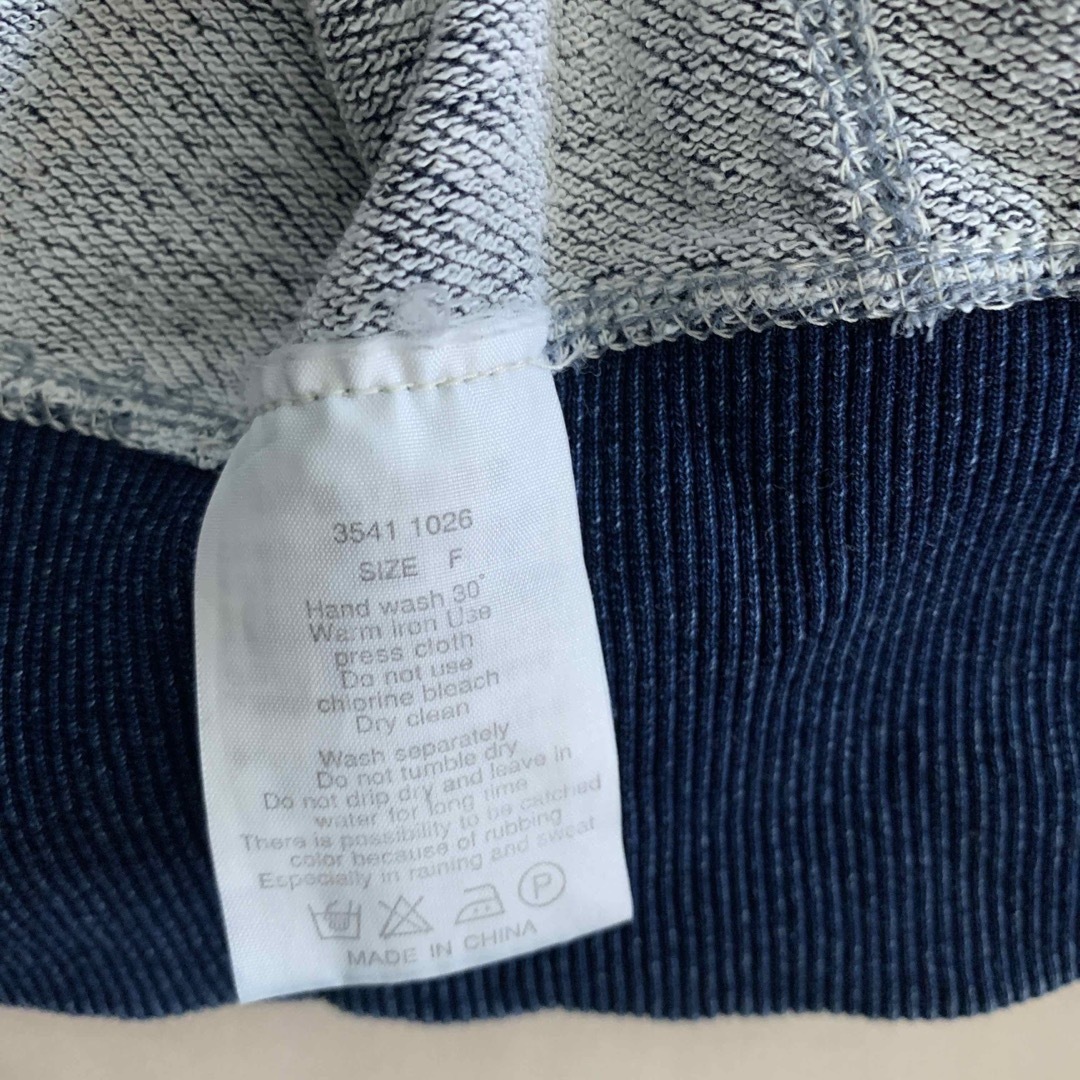 3541 1026
SIZE F
Hand wash 30°
Warm iron Use
press cloth
Do not use
chlorine bleach
Dry clean
Wash separately
Do not tumble dry
Do not drip dry and leave in
water for long time
There is possibility to be catched
color because of rubbing
Especially in raining and sweat
P
MADE IN CHINA